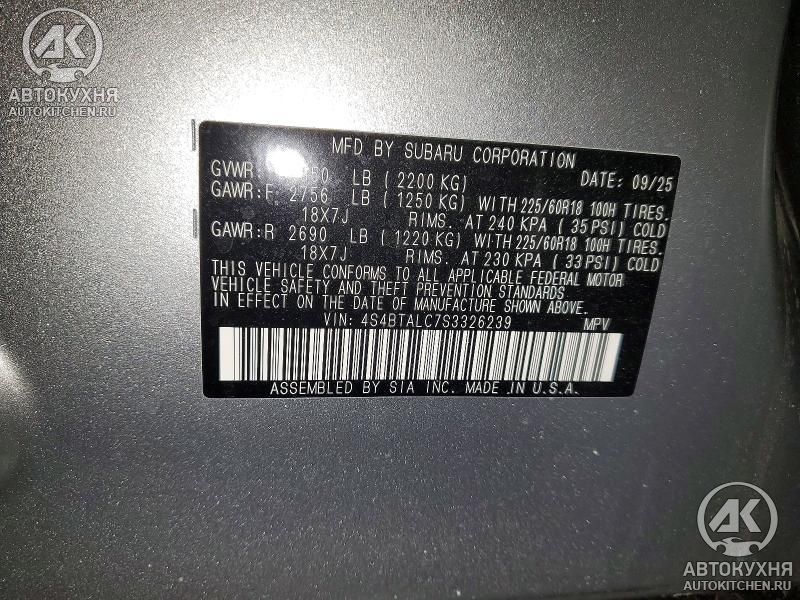 AK
АВТОКУХНЯ
AUTOKITCHEN.RU
MFD BY SUBARU CORPORATION
GVWR 50 LB (2200 KG) DATE: 09/25
GAWR:F 2756 LB (1250 KG) WITH 225/60R18 100H TIRES.
18X7J RIMS. AT 240 KPA (35 PSI) COLD
GAWR:R 2690 LB (1220 KG) WITH 225/60R18 100H TIRES.
18X7J RIMS. AT 230 KPA (33 PSI) COLD
THIS VEHICLE CONFORMS TO ALL APPLICABLE FEDERAL MOTOR
VEHICLE SAFETY AND THEFT PREVENTION STANDARDS
IN EFFECT ON THE DATE OF MANUFACTURE SHOWN ABOVE.
VIN: 4S4BTALC7S3326239 MPV
ASSEMBLED BY SIA INC. MADE IN U.S.A.
AK
АВТОКУХНЯ
AUTOKITCHEN.RU